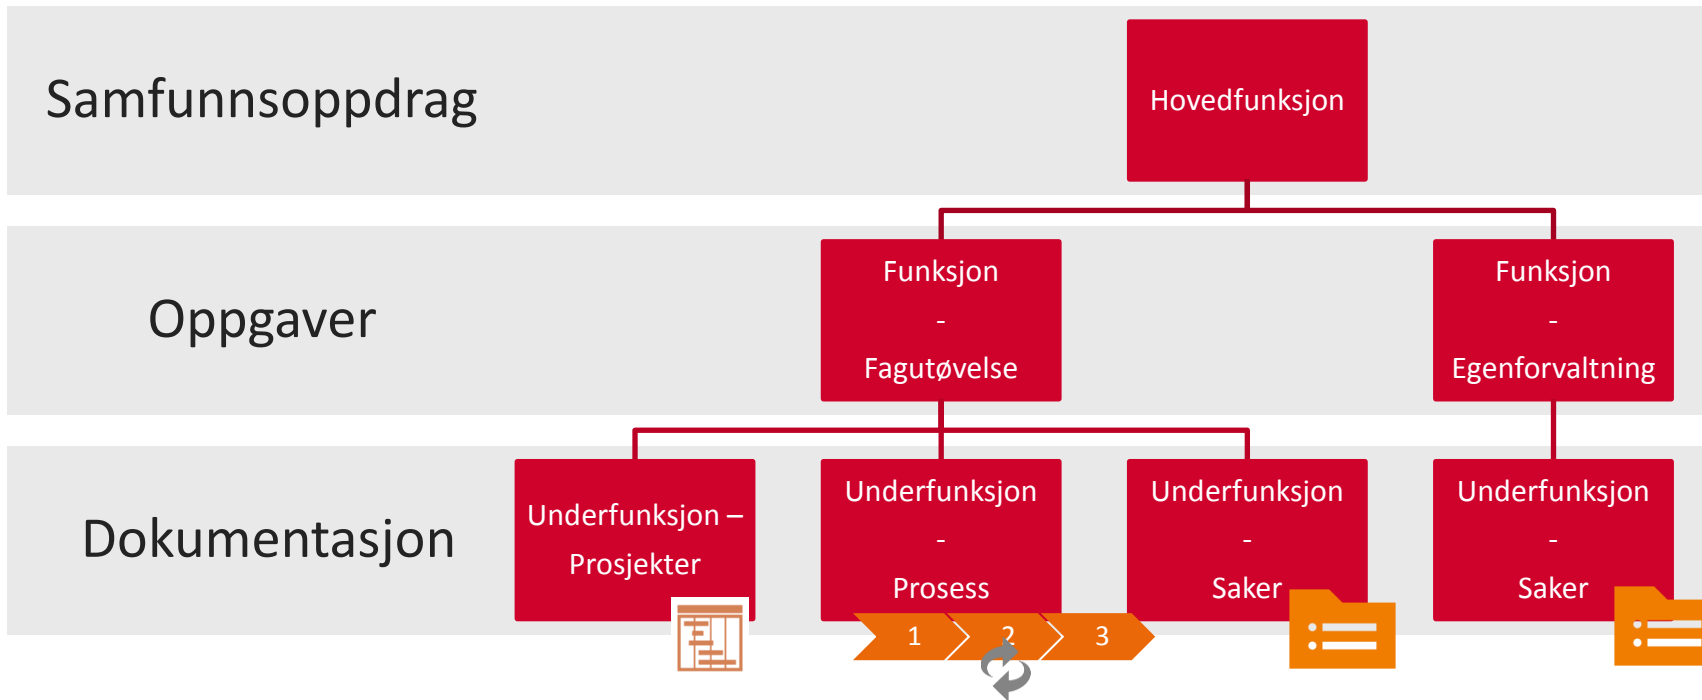 Samfunnsoppdrag
Hovedfunksjon
Oppgaver
Funksjon
-
Fagutøvelse
Funksjon
-
Egenforvaltning
Dokumentasjon
Underfunksjon –
Prosjekter
Underfunksjon
-
Prosess
Underfunksjon
-
Saker
Underfunksjon
-
Saker
1
2
3